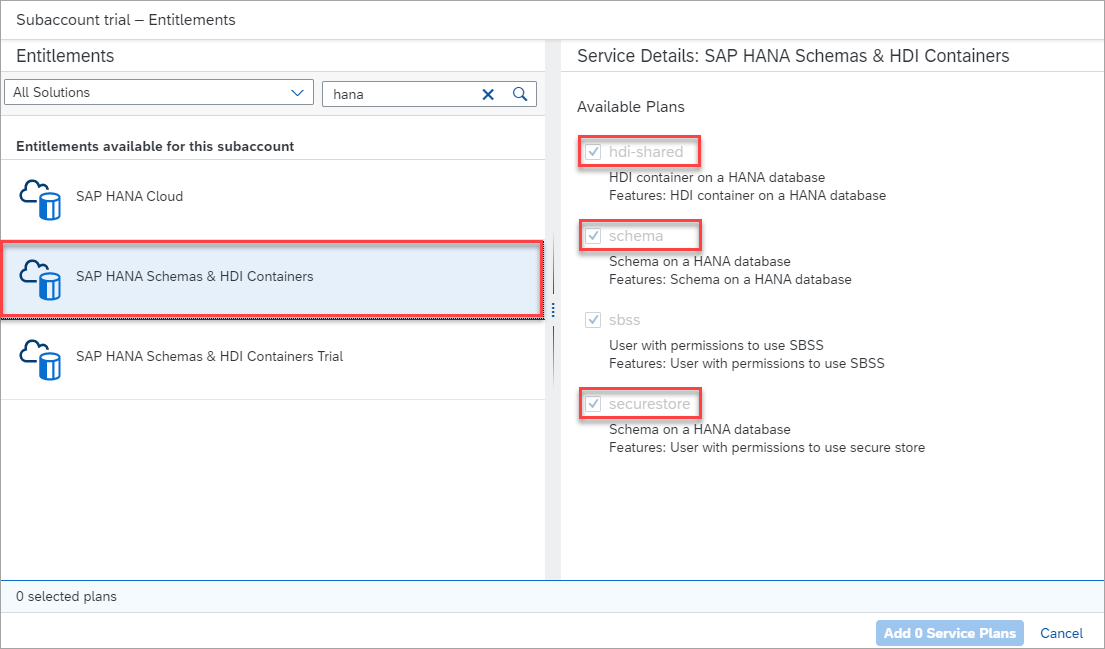 Subaccount trial – Entitlements
Entitlements
All Solutions
hana
Entitlements available for this subaccount
SAP HANA Cloud
SAP HANA Schemas & HDI Containers
SAP HANA Schemas & HDI Containers Trial
Service Details: SAP HANA Schemas & HDI Containers
Available Plans
hdi-shared
HDI container on a HANA database
Features: HDI container on a HANA database
schema
Schema on a HANA database
Features: Schema on a HANA database
sbss
User with permissions to use SBSS
Features: User with permissions to use SBSS
securestore
Schema on a HANA database
Features: User with permissions to use secure store
0 selected plans
Add 0 Service Plans
Cancel